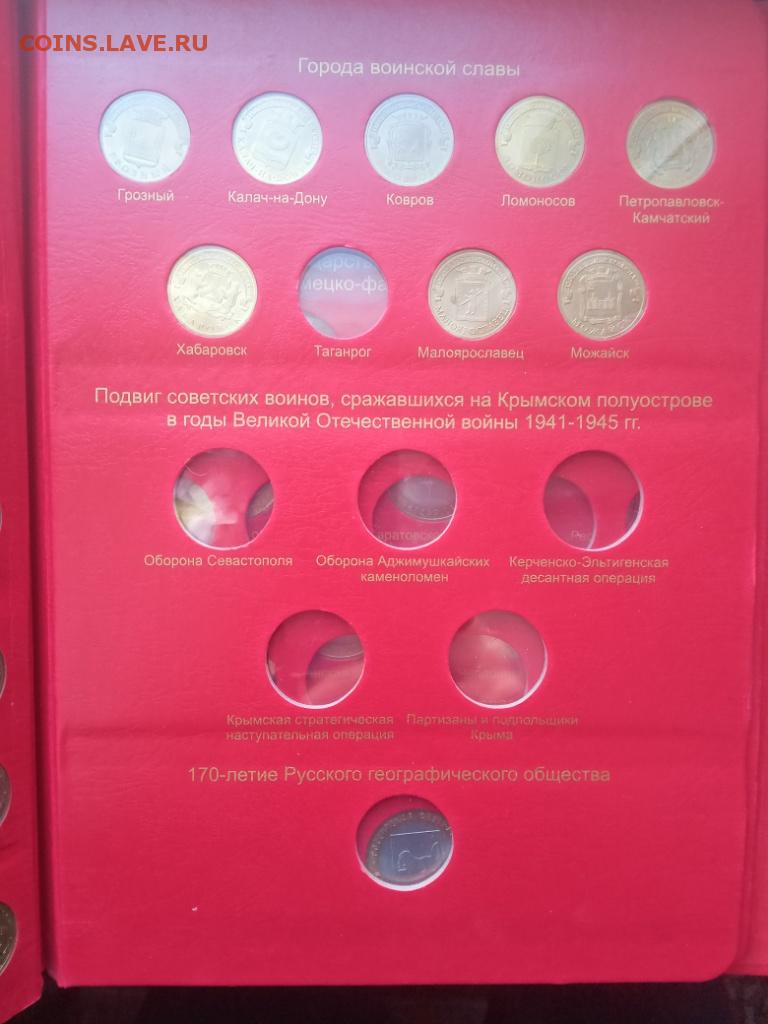 COINS.LAVE.RU
Города воинской славы
Грозный
Калач-на-Дону
Ковров
Ломоносов
Петропавловск-
Камчатский
Хабаровск
Таганрог
Малоярославец
Можайск
Подвиг советских воинов, сражавшихся на Крымском полуострове
в годы Великой Отечественной войны 1941-1945 гг.
Оборона Севастополя
Оборона Аджимушкайских
каменоломен
Керченско-Эльтигенская
десантная операция
Крымская стратегическая
наступательная операция
Партизаны и подпольщики
Крыма
170-летие Русского географического общества